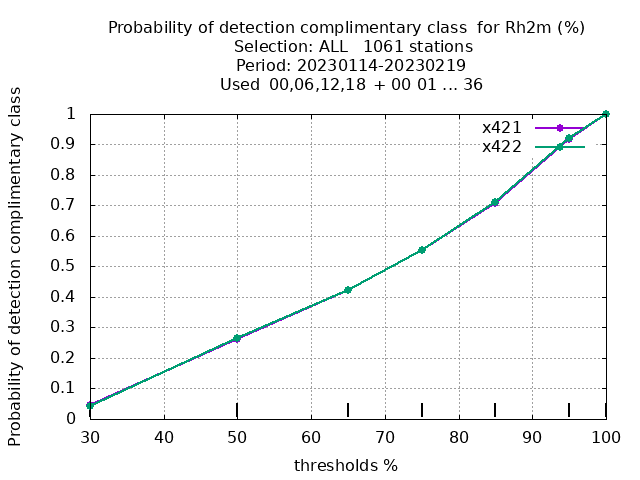 Probability of detection complimentary class  for Rh2m (%)
Selection: ALL   1061 stations
Period: 20230114-20230219
Used  00,06,12,18  + 00 01 ... 36
Probability of detection complimentary class
x421
x422
1
0.9
0.8
0.7
0.6
0.5
0.4
0.3
0.2
0.1
0
30 40 50 60 70 80 90 100
thresholds %